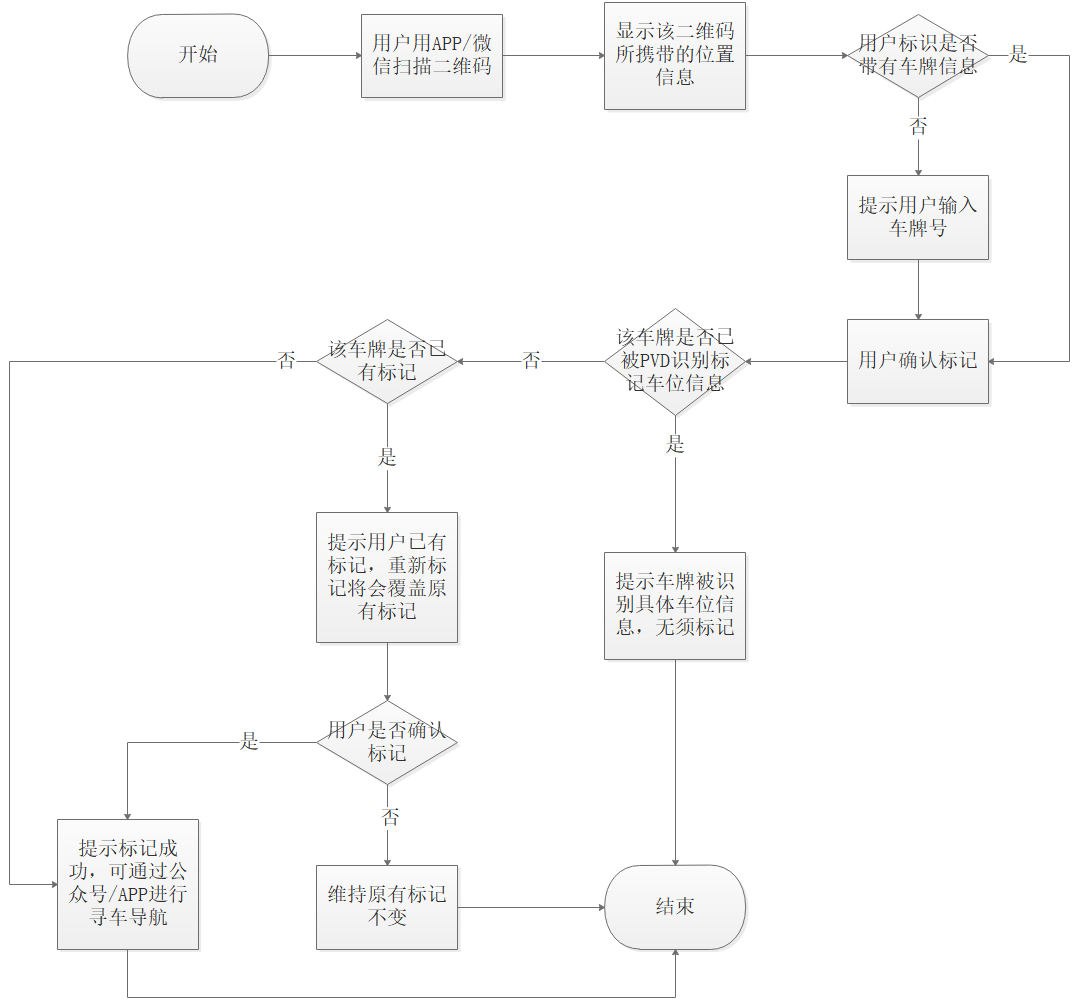 开始
用户用APP/微
信扫描二维码
显示该二维码
所携带的位置
信息
用户标识是否
带有车牌信息
是
否
提示用户输入
车牌号
用户确认标记
该车牌是否已
被PVD识别标
记车位信息
否
该车牌是否已
有标记
否
是
是
提示用户已有
标记，重新标
记将会覆盖原
有标记
提示车牌被识
别具体车位信
息，无须标记
用户是否确认
标记
是
否
提示标记成
功，可通过公
众号/APP进行
寻车导航
维持原有标记
不变
结束